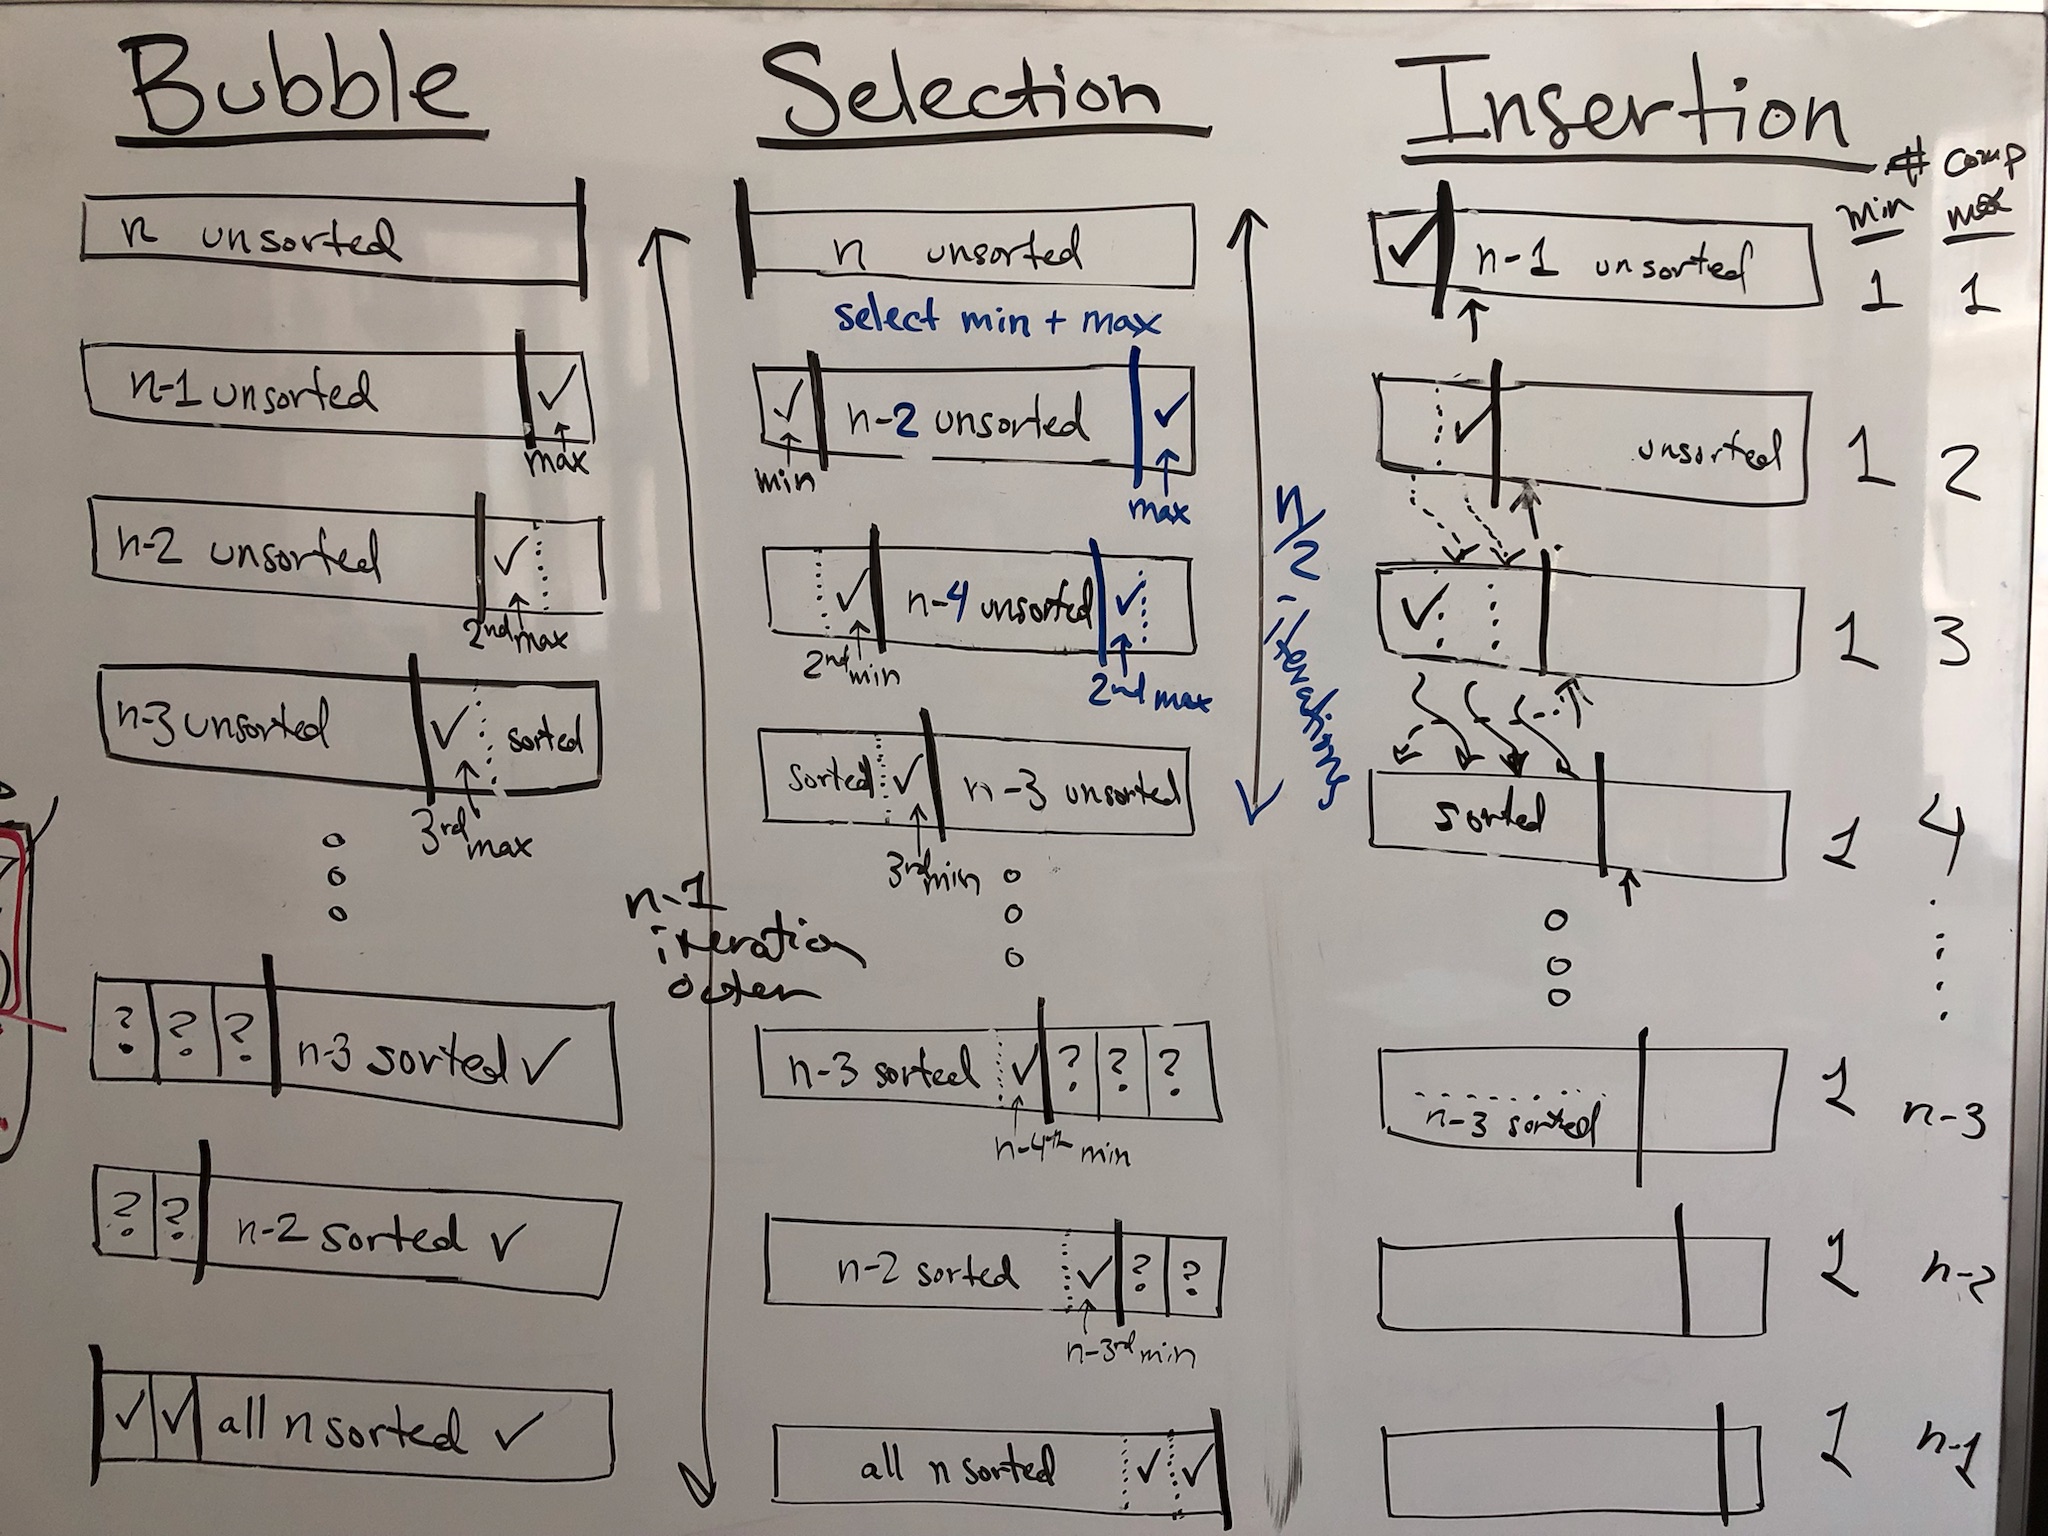 Bubble
n unsorted
n-1 unsorted ✓
max
n-2 unsorted ✓
2nd max
n-3 unsorted ✓ sorted
3rd max
? ? ? n-3 sorted ✓
? ? n-2 sorted ✓
✓ ✓ all n sorted ✓
n-1
iteration
outer
Selection
n unsorted
select min + max
✓ n-2 unsorted ✓
min
max
✓ n-4 unsorted ✓
2nd min
2nd max
sorted ✓ n-3 unsorted
3rd min
n-3 sorted ✓ ? ? ?
n-4th min
n-2 sorted ✓ ? ?
n-3rd min
all n sorted ✓ ✓
n/2 iterations
Insertion
# comp
min max
✓ n-1 unsorted 1 1
✓ unsorted 1 2
✓ 1 3
sorted 1 4
n-3 sorted 1 n-3
1 n-2
1 n-1